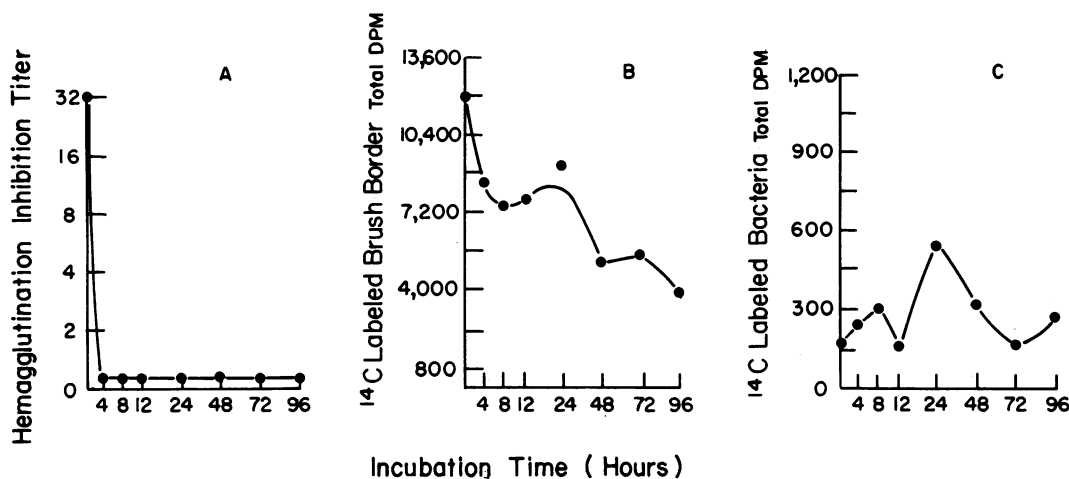 Hemagglutination Inhibition Titer
A
32
16
8
4
2
0
4 8 12 24 48 72 96
¹⁴C Labeled Brush Border Total DPM
B
13,600
10,400
7,200
4,000
800
4 8 12 24 48 72 96
¹⁴C Labeled Bacteria Total DPM
C
1,200
900
600
300
0
4 8 12 24 48 72 96
Incubation Time (Hours)